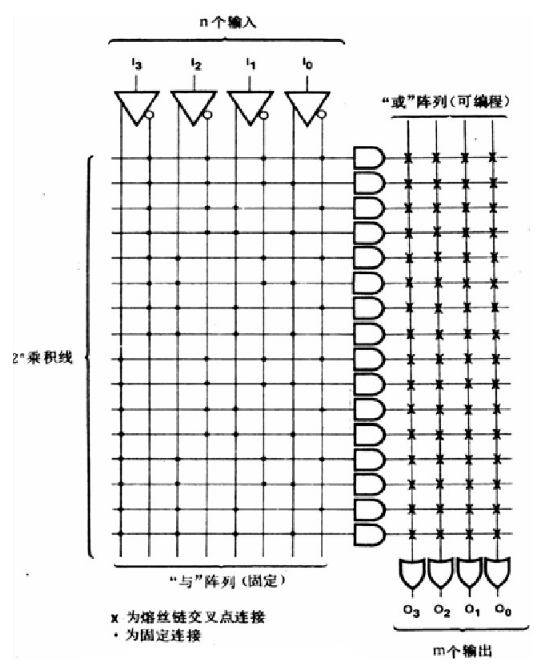 n个输入
I3 I2 I1 I0
“或”阵列(可编程)
2ⁿ乘积线
“与”阵列(固定)
x 为熔丝链交叉点连接
· 为固定连接
O3 O2 O1 O0
m个输出